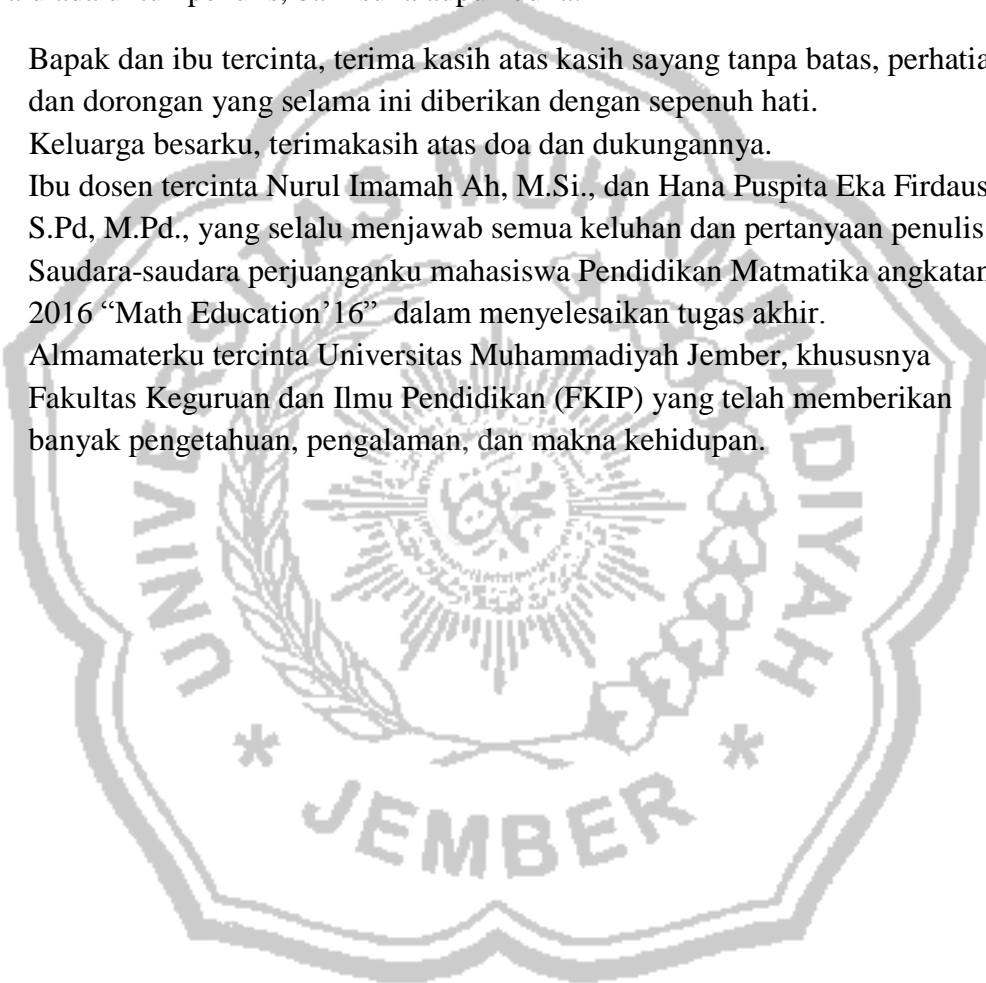 Bapak dan ibu tercinta, terima kasih atas kasih sayang tanpa batas, perhatia
dan dorongan yang selama ini diberikan dengan sepenuh hati.
Keluarga besarku, terimakasih atas doa dan dukungannya.
Ibu dosen tercinta Nurul Imamah Ah, M.Si., dan Hana Puspita Eka Firdaus
S.Pd, M.Pd., yang selalu menjawab semua keluhan dan pertanyaan penulis
Saudara-saudara perjuanganku mahasiswa Pendidikan Matmatika angkatan
2016 “Math Education’16” dalam menyelesaikan tugas akhir.
Almamaterku tercinta Universitas Muhammadiyah Jember, khususnya
Fakultas Keguruan dan Ilmu Pendidikan (FKIP) yang telah memberikan
banyak pengetahuan, pengalaman, dan makna kehidupan.
UNIVERSITAS MUHAMMADIYAH
* JEMBER *